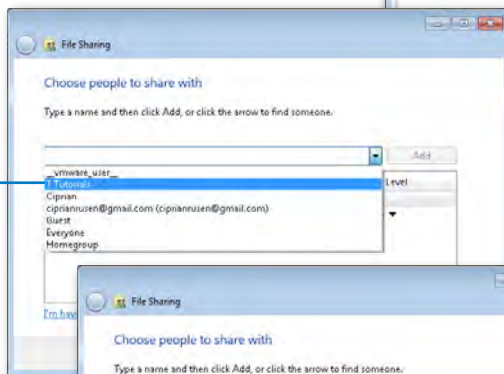 File Sharing
Choose people to share with
Type a name and then click Add, or click the arrow to find someone.
Add
__vmware_user__
7 Tutorials
Level
Ciprian
ciprianrusen@gmail.com (ciprianrusen@gmail.com)
Guest
Everyone
Homegroup
I'm hav
File Sharing
Choose people to share with
Type a name and then click Add, or click the arrow to find someone.